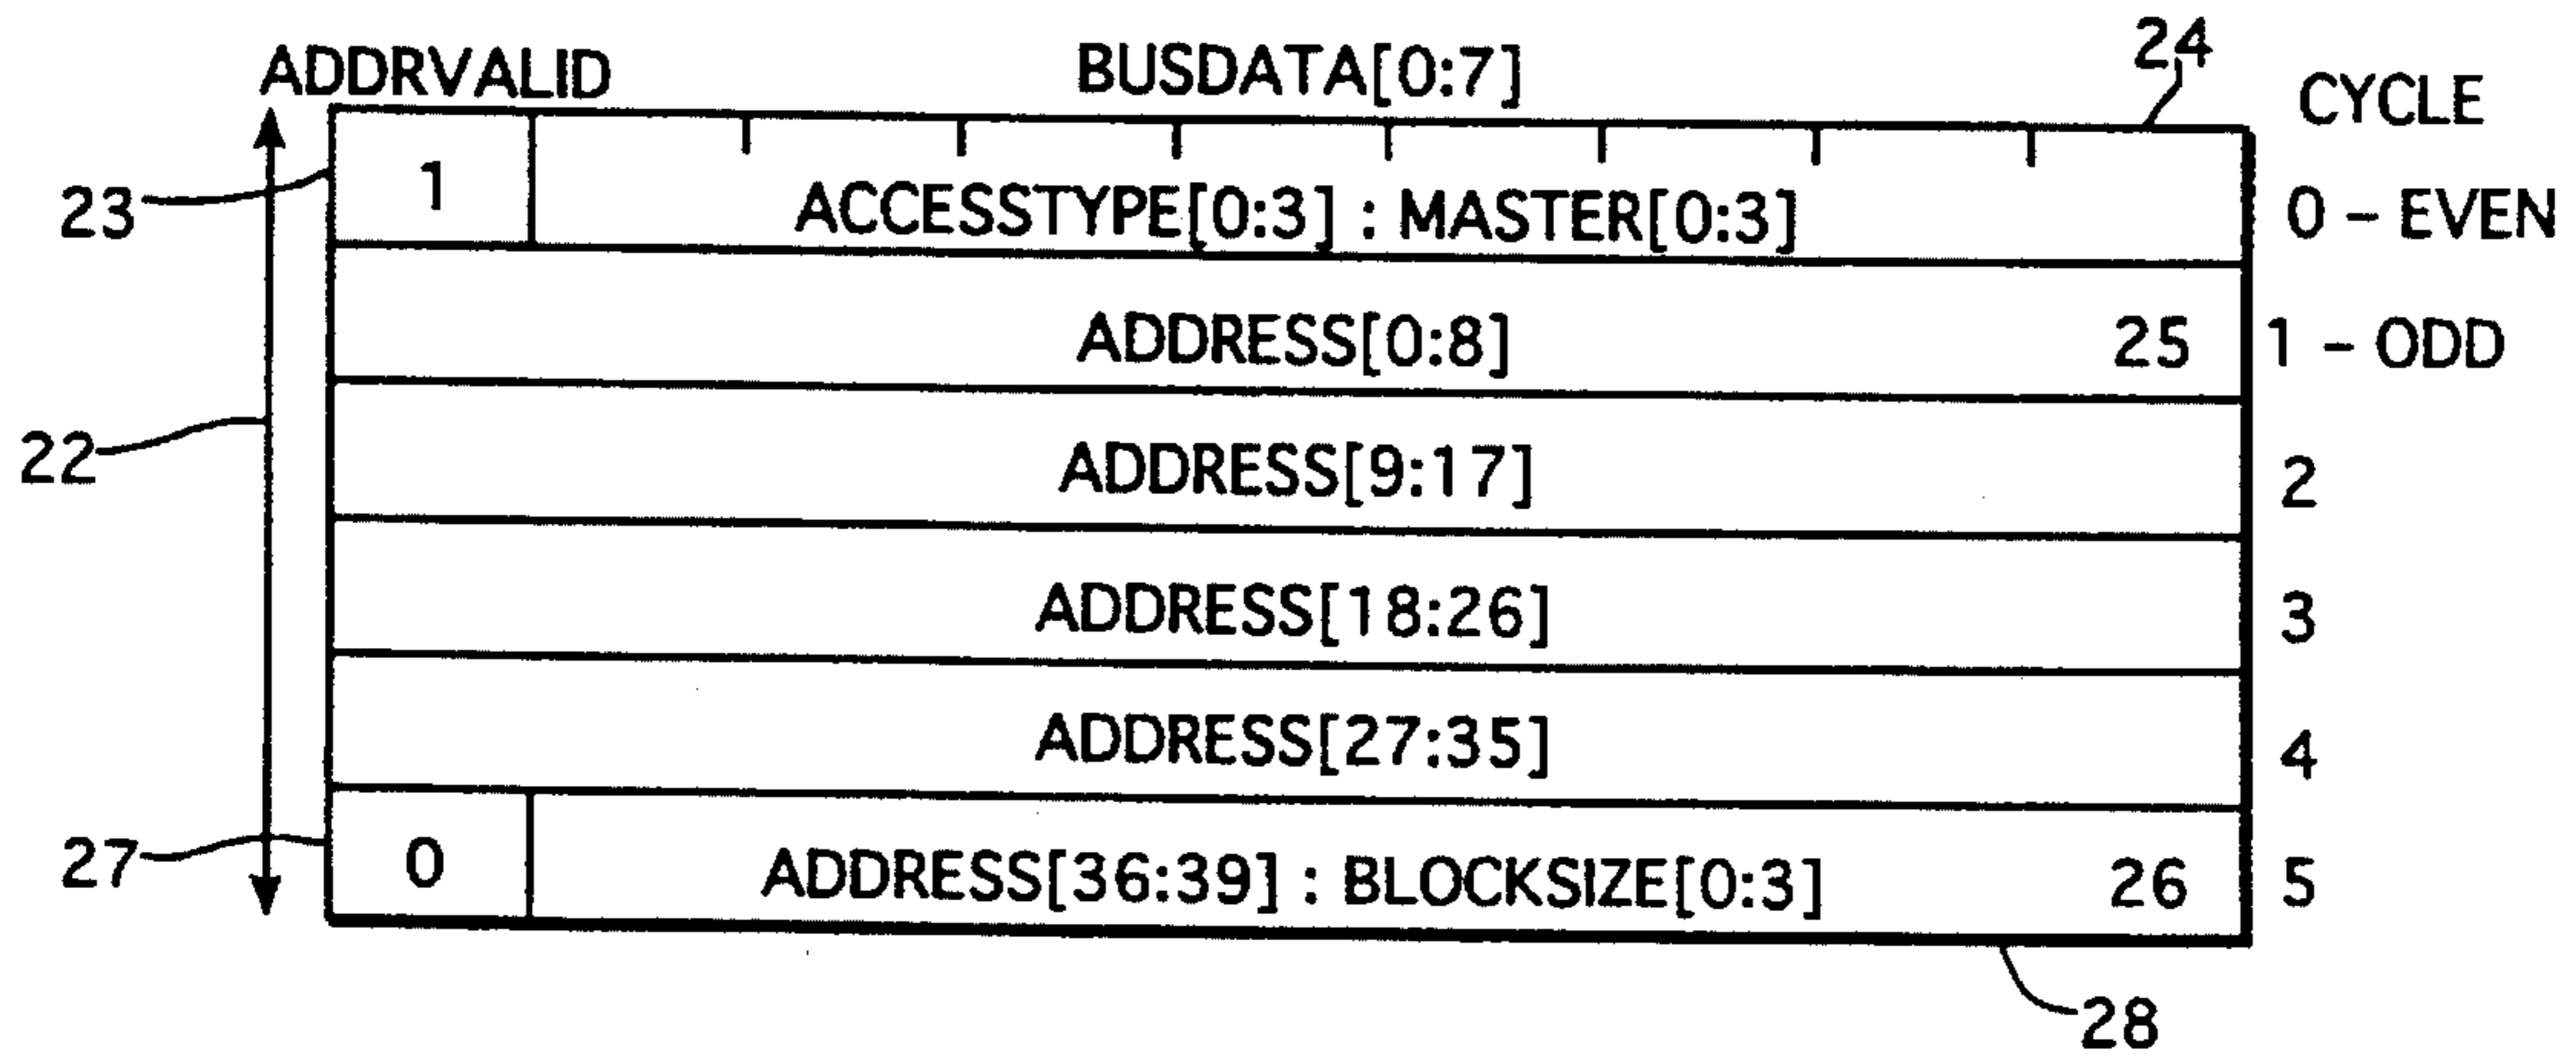 ADDRVALID BUSDATA[0:7] 24 CYCLE
23 1 ACCESSTYPE[0:3] : MASTER[0:3] 0 – EVEN
ADDRESS[0:8] 25 1 – ODD
22 ADDRESS[9:17] 2
ADDRESS[18:26] 3
ADDRESS[27:35] 4
27 0 ADDRESS[36:39] : BLOCKSIZE[0:3] 26 5
28